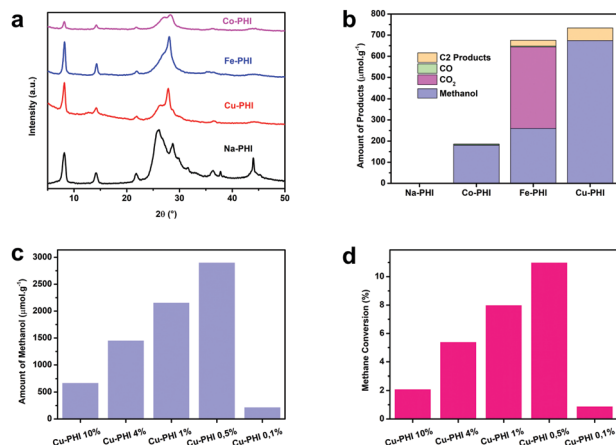 a
Co-PHI
Fe-PHI
Cu-PHI
Na-PHI
Intensity (a.u.)
5 10 20 30 40 50
2θ (°)
b
C2 Products
CO
CO2
Methanol
Amount of Products (μmol.g-1)
800
700
600
500
400
300
200
100
0
Na-PHI Co-PHI Fe-PHI Cu-PHI
c
Amount of Methanol (μmol.g-1)
3000
2500
2000
1500
1000
500
0
Cu-PHI 10% Cu-PHI 4% Cu-PHI 1% Cu-PHI 0,5% Cu-PHI 0,1%
d
Methane Conversion (%)
10
8
6
4
2
0
Cu-PHI 10% Cu-PHI 4% Cu-PHI 1% Cu-PHI 0,5% Cu-PHI 0,1%